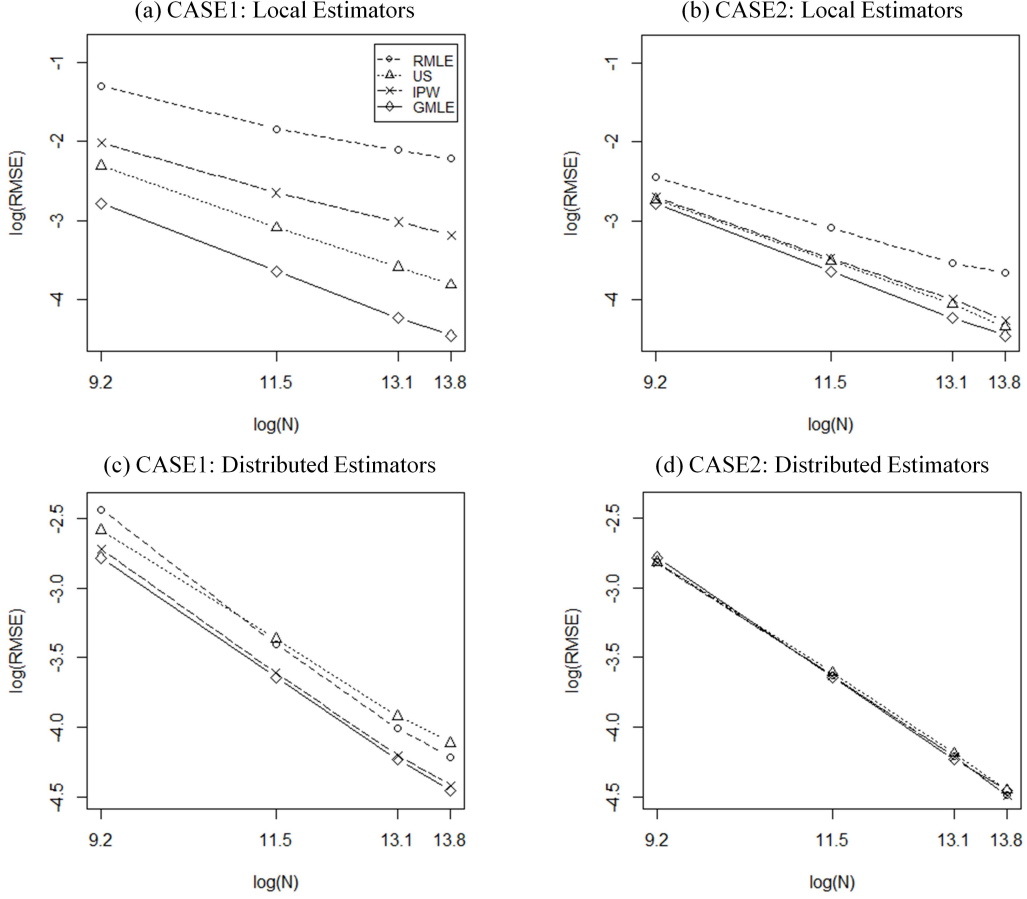 (a) CASE1: Local Estimators
-1
-2
-3
-4
log(RMSE)
RMLE
US
IPW
GMLE
9.2 11.5 13.1 13.8
log(N)
(b) CASE2: Local Estimators
-1
-2
-3
-4
log(RMSE)
9.2 11.5 13.1 13.8
log(N)
(c) CASE1: Distributed Estimators
-2.5
-3.0
-3.5
-4.0
-4.5
log(RMSE)
9.2 11.5 13.1 13.8
log(N)
(d) CASE2: Distributed Estimators
-2.5
-3.0
-3.5
-4.0
-4.5
log(RMSE)
9.2 11.5 13.1 13.8
log(N)